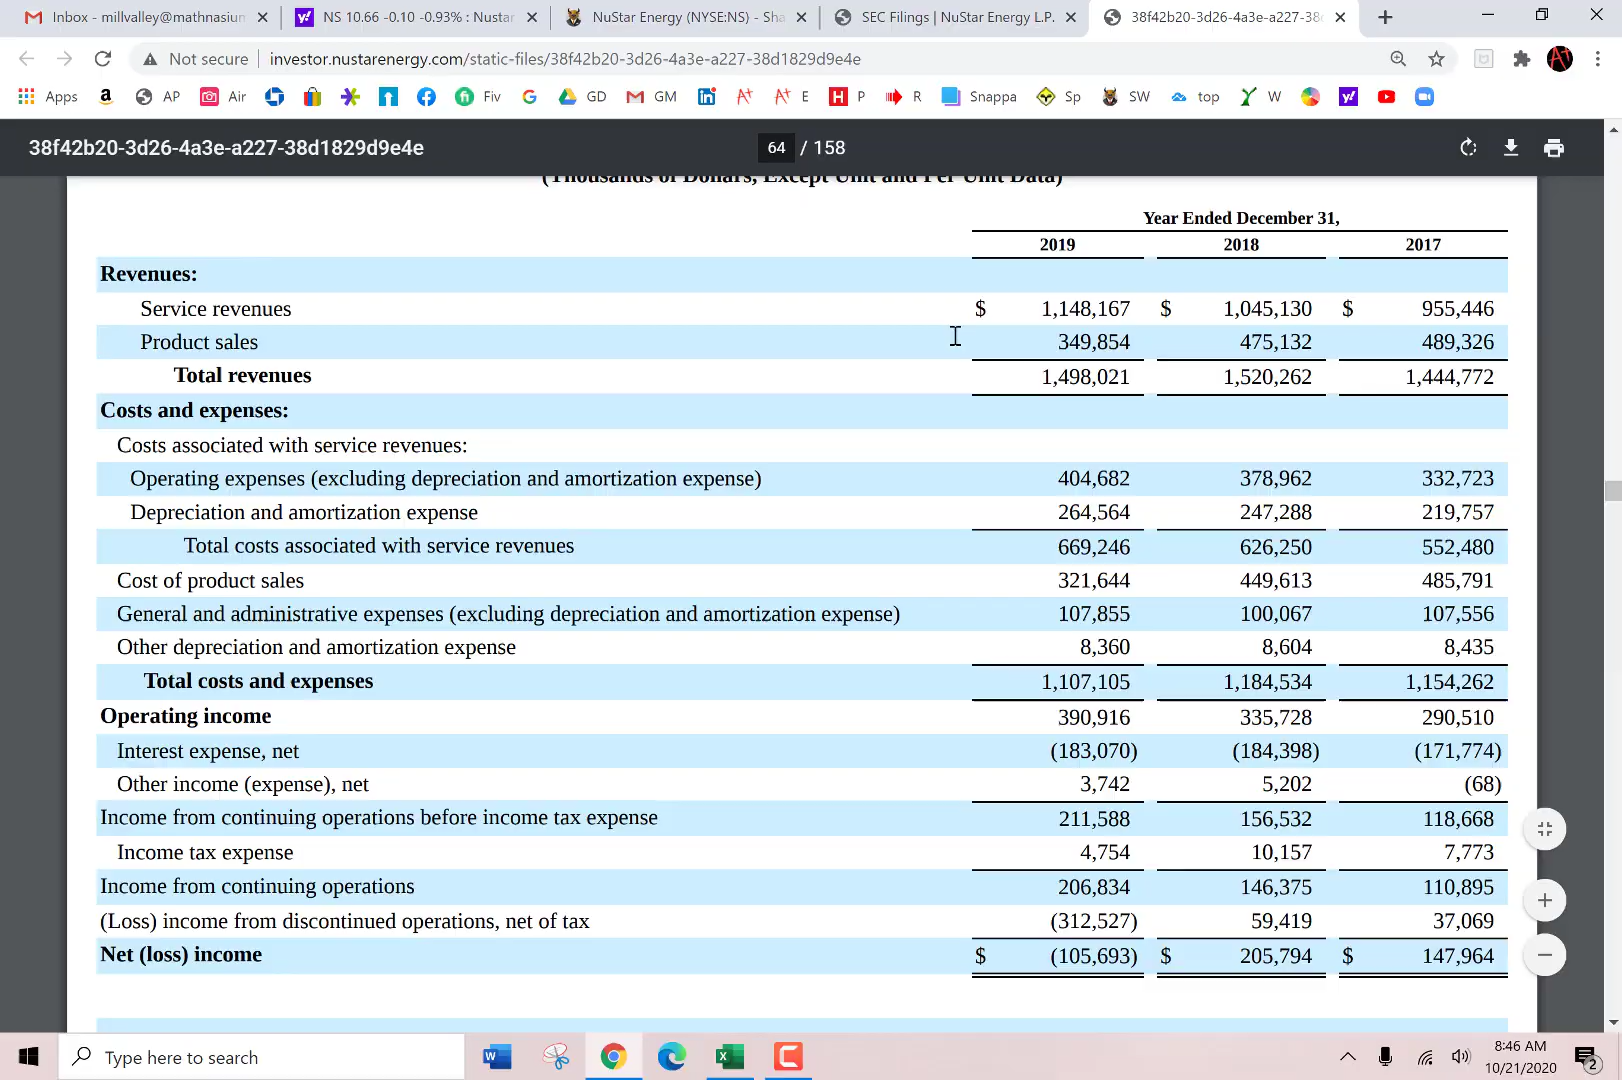 Inbox - millvalley@mathnasium
NS 10.66 -0.10 -0.93% : Nustar
NuStar Energy (NYSE:NS) - Sha
SEC Filings | NuStar Energy L.P.
38f42b20-3d26-4a3e-a227-38
Not secure | investor.nustarenergy.com/static-files/38f42b20-3d26-4a3e-a227-38d1829d9e4e
Apps AP Air Fiv GD GM E P R Snappa Sp SW top W
38f42b20-3d26-4a3e-a227-38d1829d9e4e 64 / 158
(Thousands of Dollars, Except Unit and Per Unit Data)
Year Ended December 31,
2019 2018 2017
Revenues:
Service revenues $ 1,148,167 $ 1,045,130 $ 955,446
Product sales 349,854 475,132 489,326
Total revenues 1,498,021 1,520,262 1,444,772
Costs and expenses:
Costs associated with service revenues:
Operating expenses (excluding depreciation and amortization expense) 404,682 378,962 332,723
Depreciation and amortization expense 264,564 247,288 219,757
Total costs associated with service revenues 669,246 626,250 552,480
Cost of product sales 321,644 449,613 485,791
General and administrative expenses (excluding depreciation and amortization expense) 107,855 100,067 107,556
Other depreciation and amortization expense 8,360 8,604 8,435
Total costs and expenses 1,107,105 1,184,534 1,154,262
Operating income 390,916 335,728 290,510
Interest expense, net (183,070) (184,398) (171,774)
Other income (expense), net 3,742 5,202 (68)
Income from continuing operations before income tax expense 211,588 156,532 118,668
Income tax expense 4,754 10,157 7,773
Income from continuing operations 206,834 146,375 110,895
(Loss) income from discontinued operations, net of tax (312,527) 59,419 37,069
Net (loss) income $ (105,693) $ 205,794 $ 147,964
Type here to search
8:46 AM
10/21/2020
2